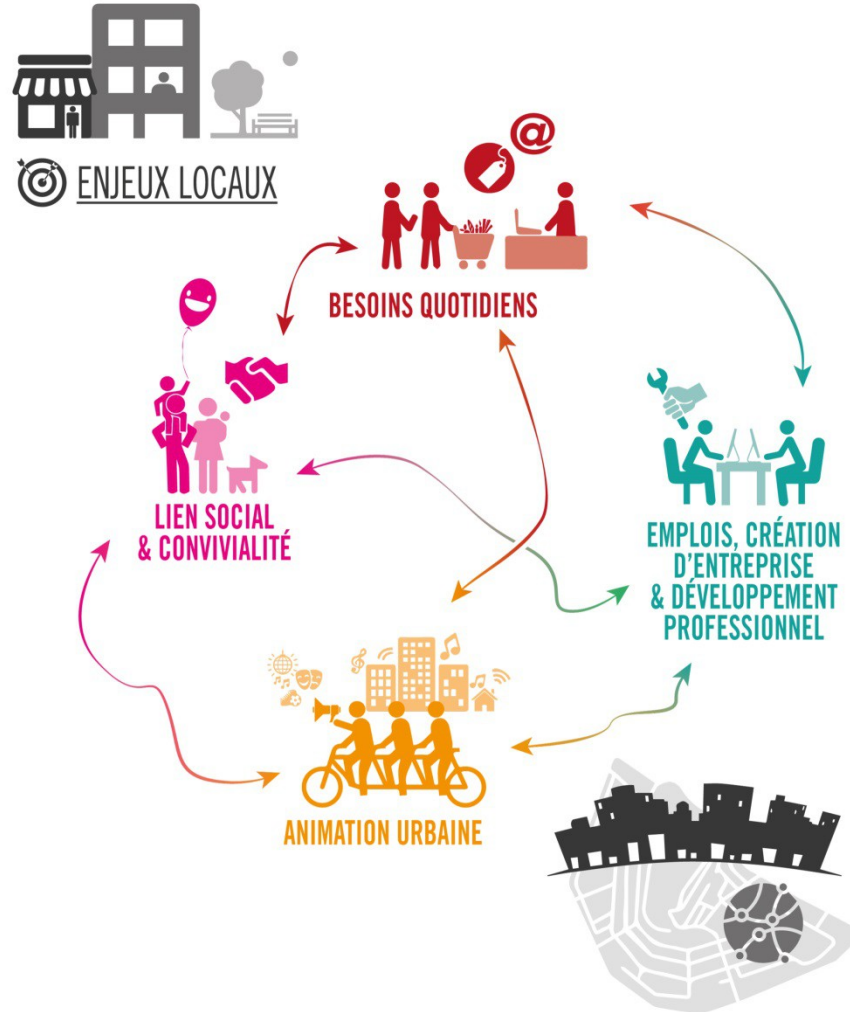 ENJEUX LOCAUX
@
BESOINS QUOTIDIENS
LIEN SOCIAL
& CONVIVIALITÉ
EMPLOIS, CRÉATION
D'ENTREPRISE
& DÉVELOPPEMENT
PROFESSIONNEL
ANIMATION URBAINE